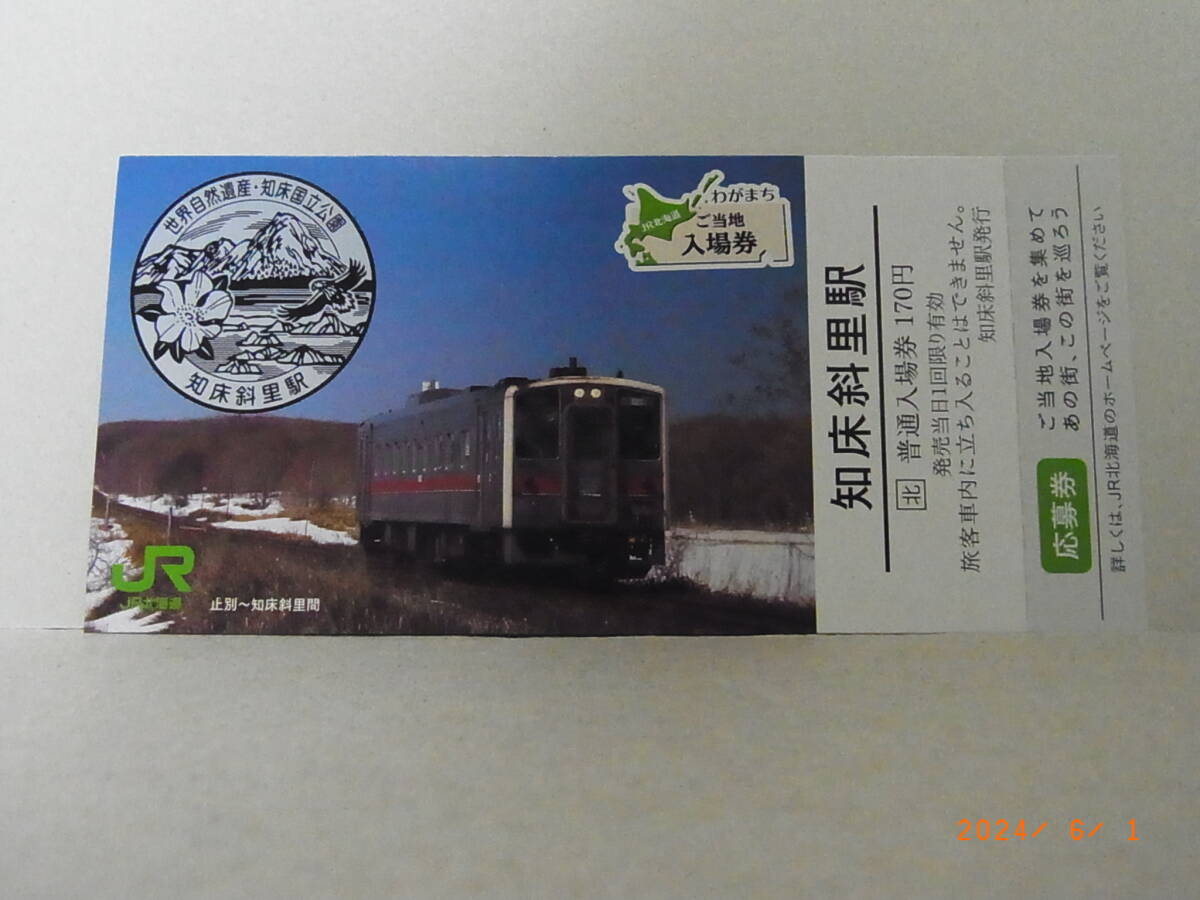 世界自然遺産・知床国立公園
知床斜里駅
わがまち
ご当地
入場券
JR北海道
JR
JR北海道
止別〜知床斜里間
知床斜里駅
北 普通入場券 170円
発売当日1回限り有効
旅客車内に立ち入ることはできません。
知床斜里駅発行
応募券
ご当地入場券を集めて
あの街、この街を巡ろう
詳しくは、JR北海道のホームページをご覧ください
2024/ 6/ 1